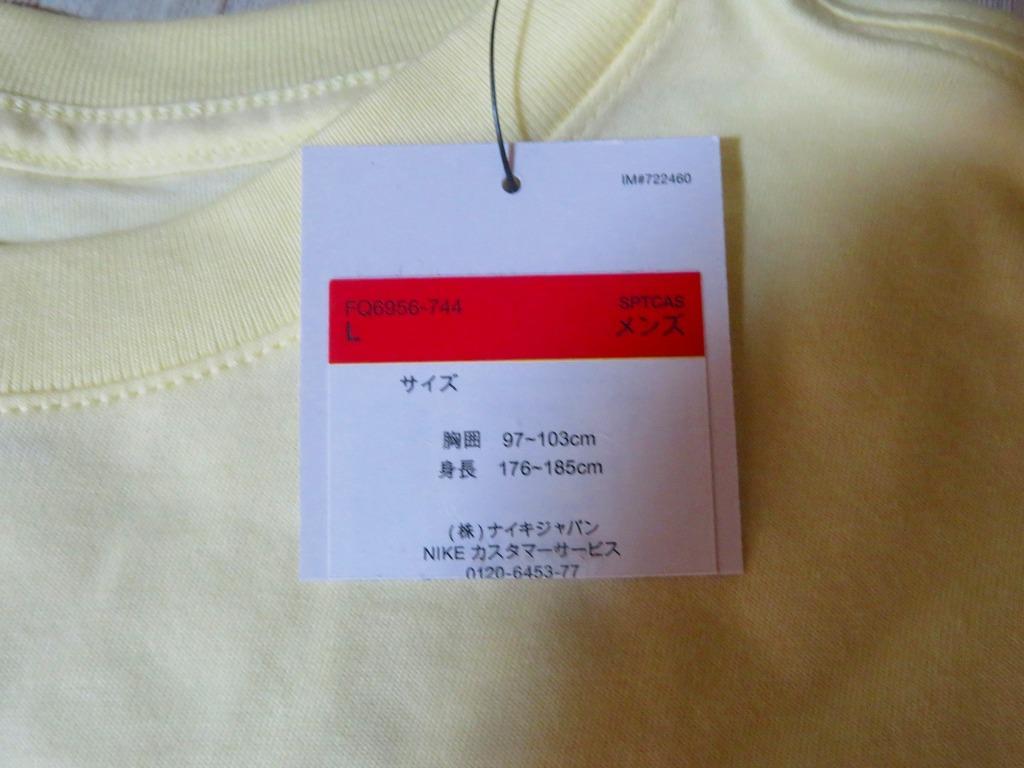 IM#722460
FQ6956-744 SPTCAS
L メンズ
サイズ
胸囲 97~103cm
身長 176~185cm
(株)ナイキジャパン
NIKE カスタマーサービス
0120-6453-77